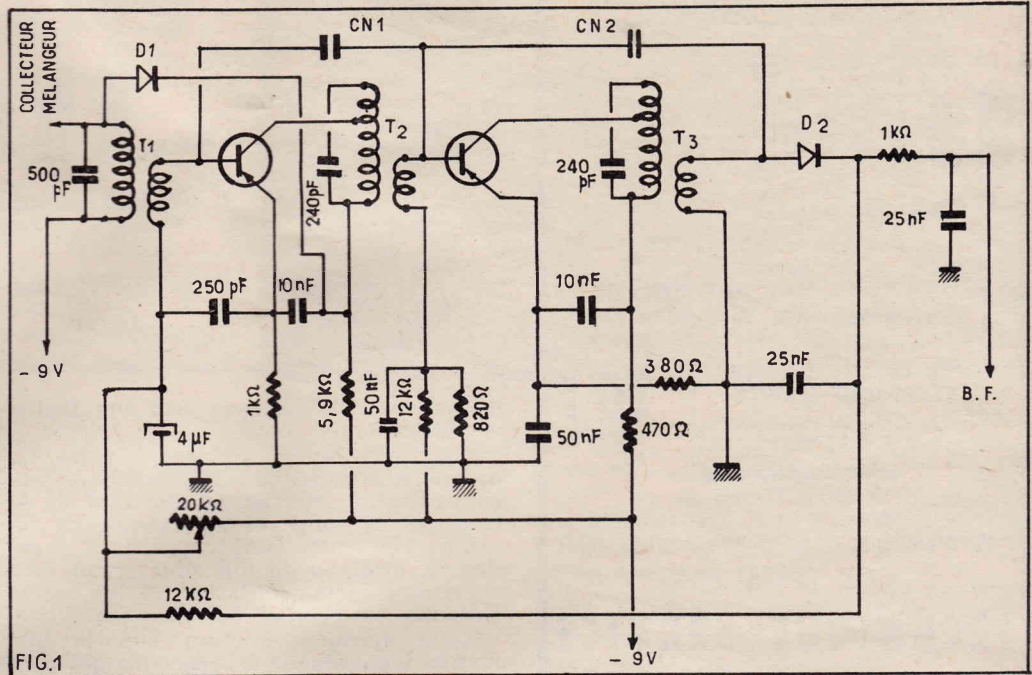 COLLECTEUR
MELANGEUR
D1
CN1
CN2
T1
T2
T3
D2
1kΩ
500
pF
240pF
240
pF
25nF
250 pF
10nF
10nF
- 9V
1kΩ
5,9kΩ
50nF
12kΩ
820Ω
380Ω
25nF
B.F.
4µF
50nF
470Ω
20kΩ
12KΩ
- 9V
FIG.1